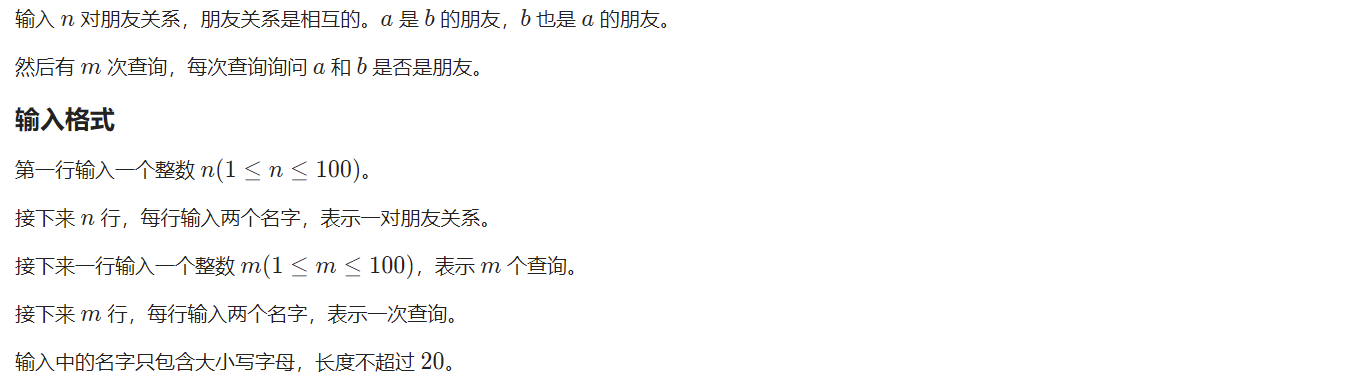 输入 n 对朋友关系，朋友关系是相互的。a 是 b 的朋友，b 也是 a 的朋友。
然后有 m 次查询，每次查询询问 a 和 b 是否是朋友。
输入格式
第一行输入一个整数 n(1 ≤ n ≤ 100)。
接下来 n 行，每行输入两个名字，表示一对朋友关系。
接下来一行输入一个整数 m(1 ≤ m ≤ 100)，表示 m 个查询。
接下来 m 行，每行输入两个名字，表示一次查询。
输入中的名字只包含大小写字母，长度不超过 20。